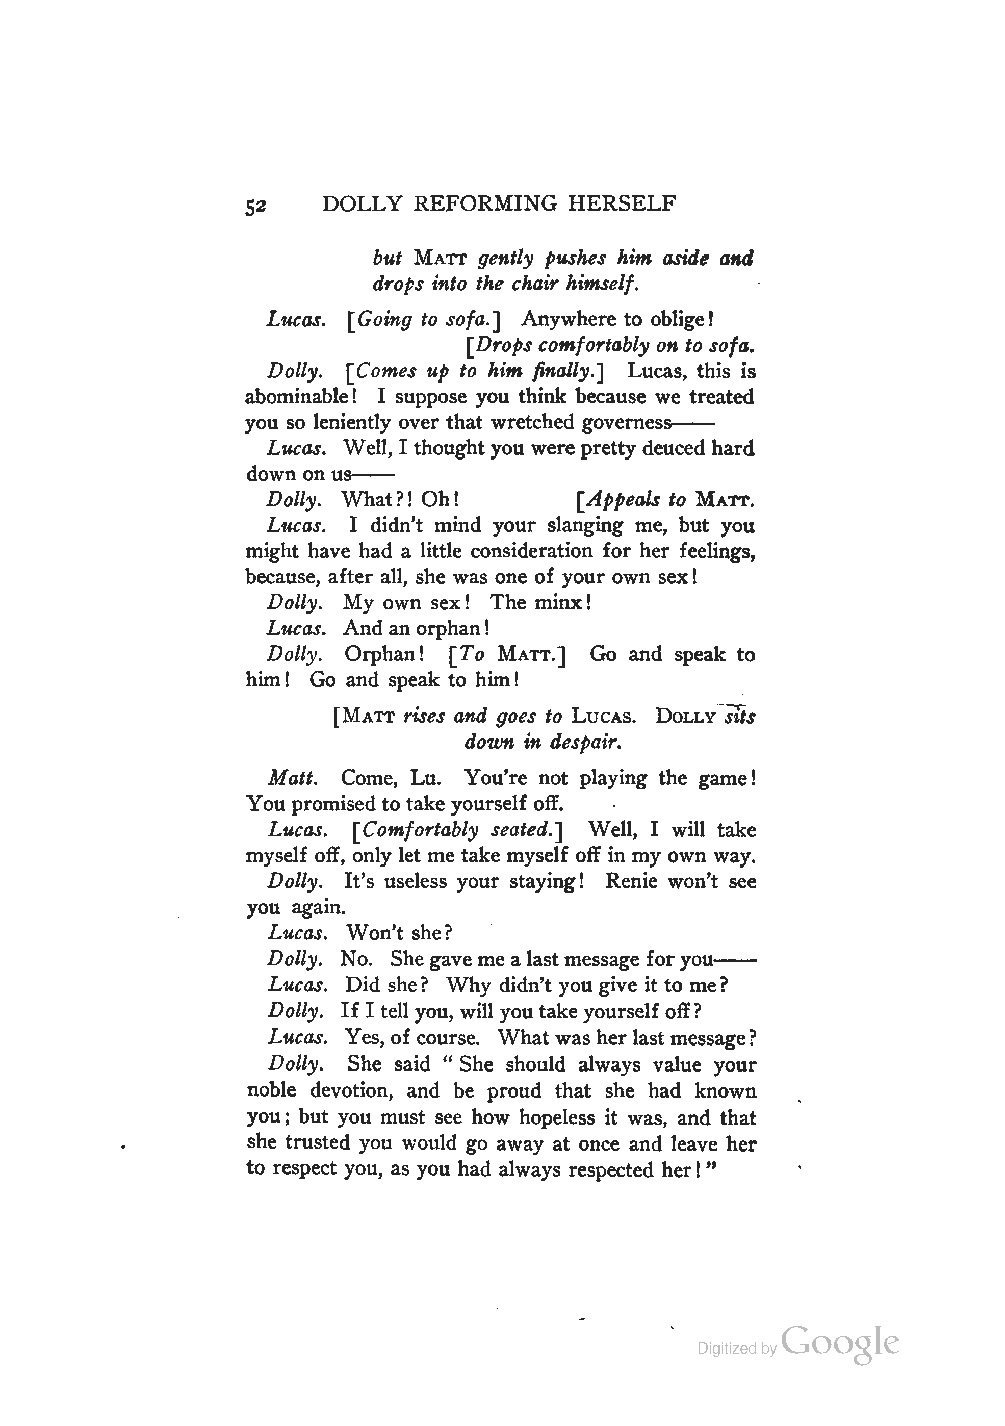 52 DOLLY REFORMING HERSELF
but MATT gently pushes him aside and
drops into the chair himself.
Lucas. [Going to sofa.] Anywhere to oblige!
[Drops comfortably on to sofa.
Dolly. [Comes up to him finally.] Lucas, this is
abominable! I suppose you think because we treated
you so leniently over that wretched governess——
Lucas. Well, I thought you were pretty deuced hard
down on us——
Dolly. What?! Oh! [Appeals to MATT.
Lucas. I didn't mind your slanging me, but you
might have had a little consideration for her feelings,
because, after all, she was one of your own sex!
Dolly. My own sex! The minx!
Lucas. And an orphan!
Dolly. Orphan! [To MATT.] Go and speak to
him! Go and speak to him!
[MATT rises and goes to LUCAS. DOLLY sits
down in despair.
Matt. Come, Lu. You're not playing the game!
You promised to take yourself off.
Lucas. [Comfortably seated.] Well, I will take
myself off, only let me take myself off in my own way.
Dolly. It's useless your staying! Renie won't see
you again.
Lucas. Won't she?
Dolly. No. She gave me a last message for you——
Lucas. Did she? Why didn't you give it to me?
Dolly. If I tell you, will you take yourself off?
Lucas. Yes, of course. What was her last message?
Dolly. She said "She should always value your
noble devotion, and be proud that she had known
you; but you must see how hopeless it was, and that
she trusted you would go away at once and leave her
to respect you, as you had always respected her!"
Digitized by Google